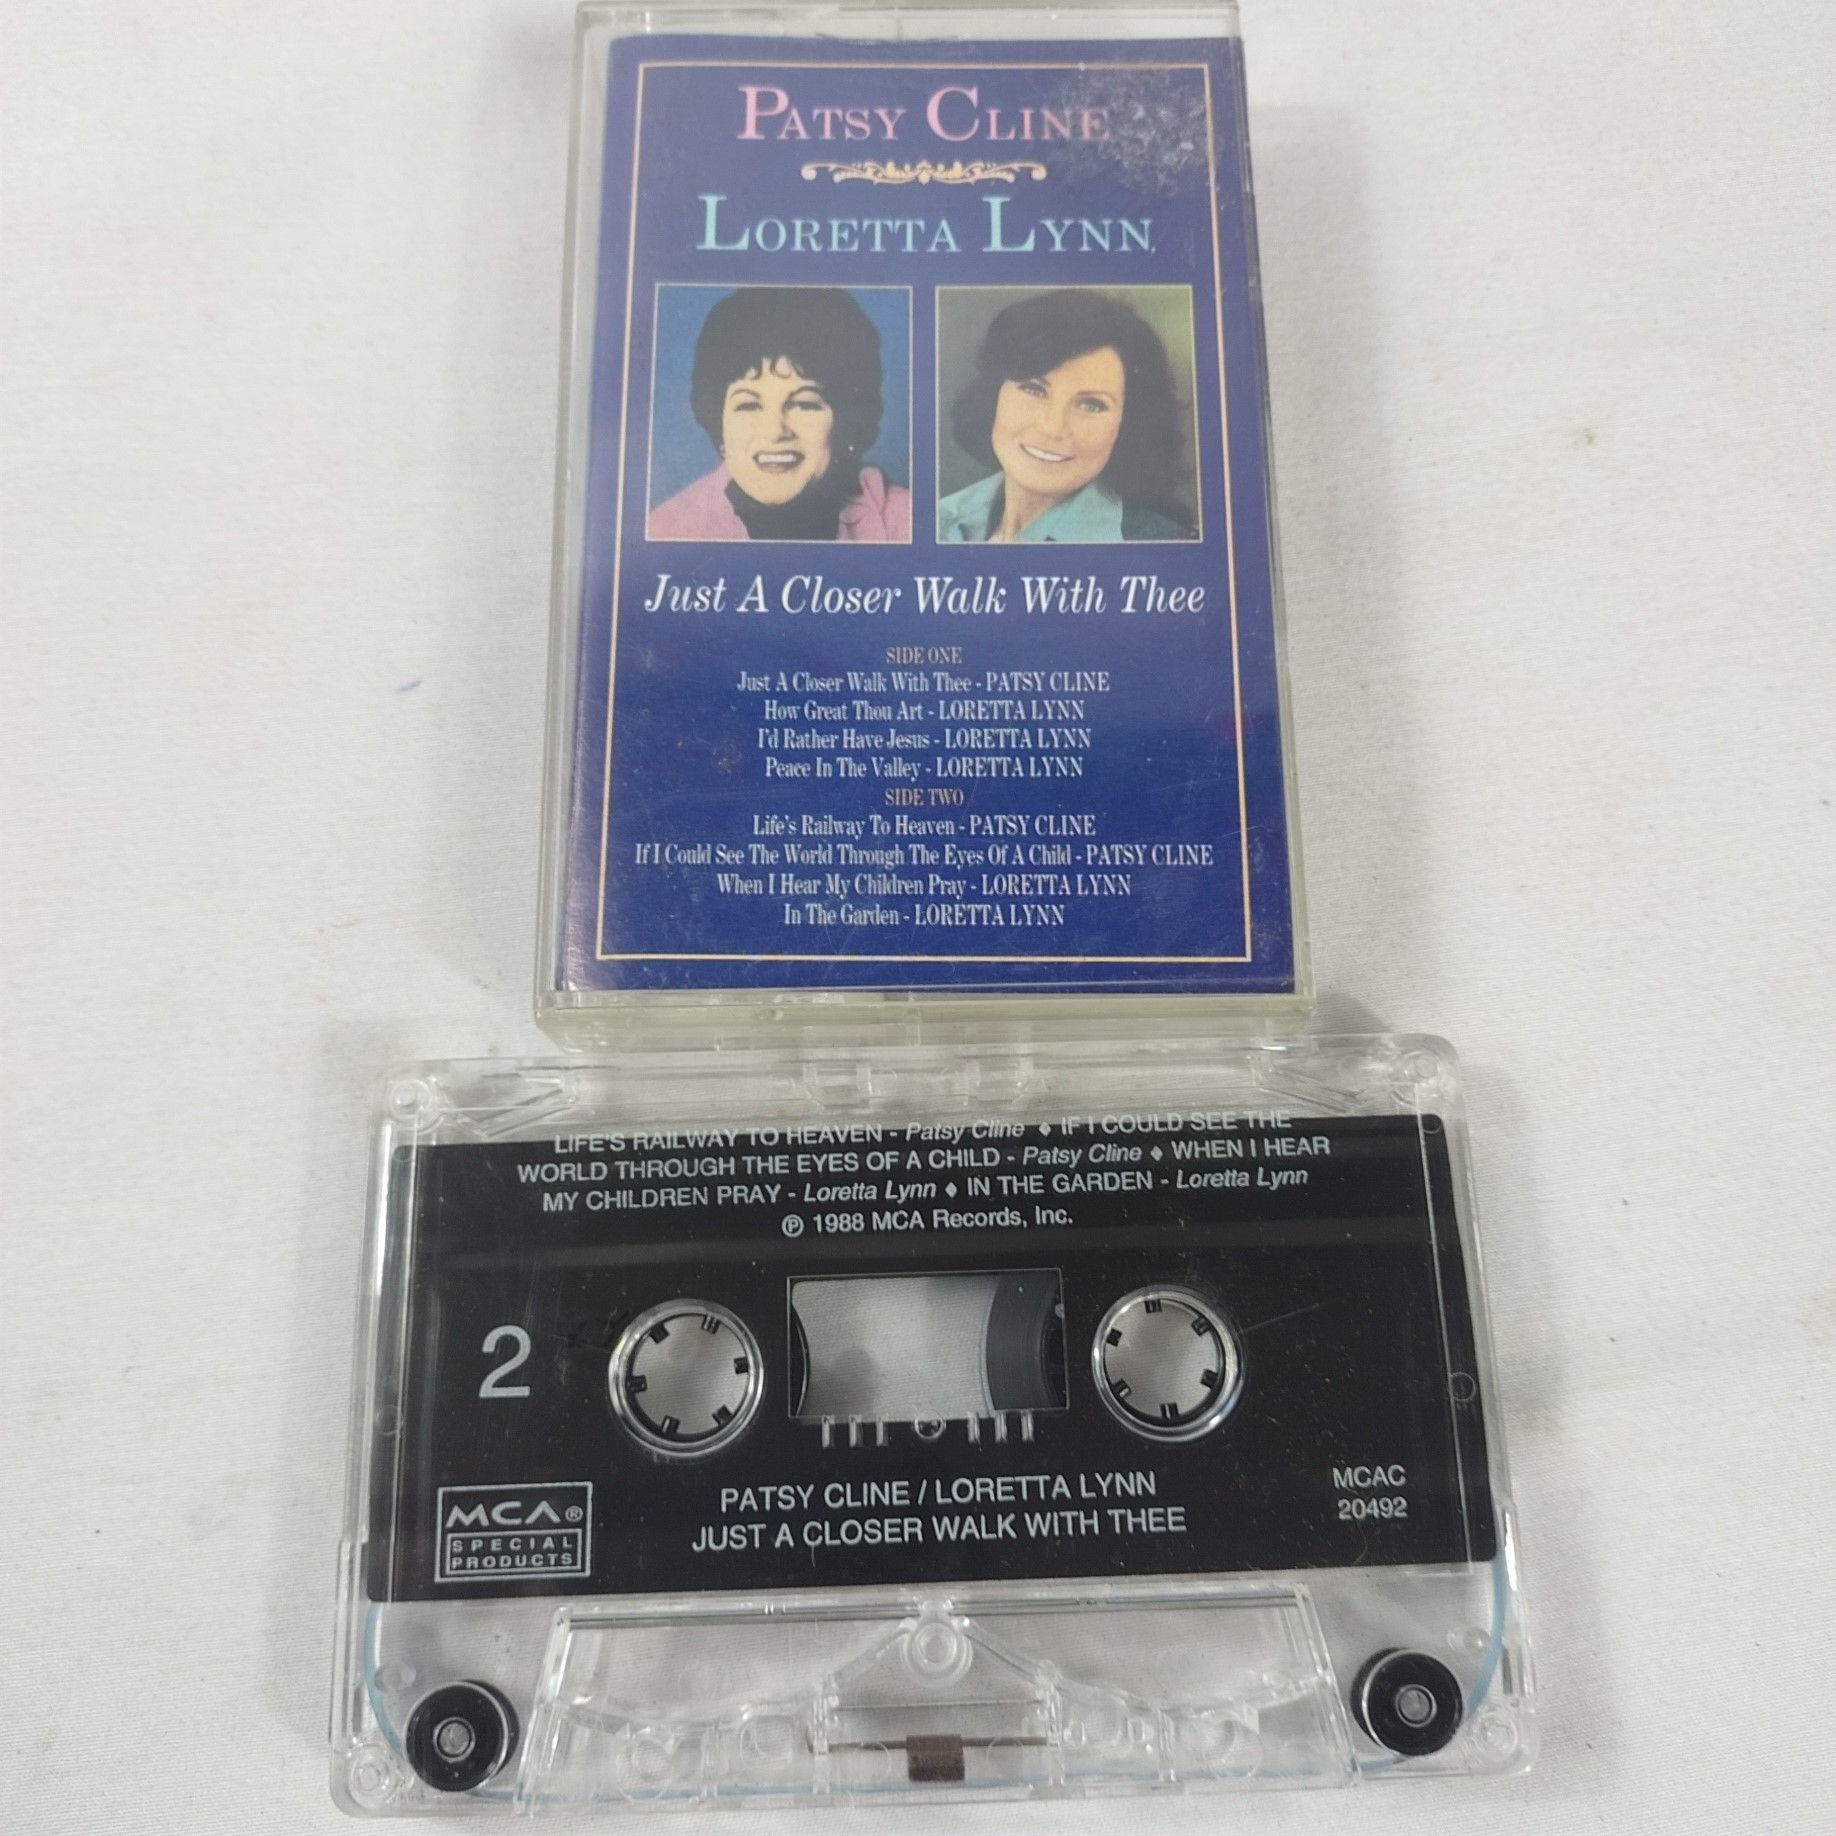 PATSY CLINE
LORETTA LYNN
Just A Closer Walk With Thee
SIDE ONE
Just A Closer Walk With Thee - PATSY CLINE
How Great Thou Art - LORETTA LYNN
I'd Rather Have Jesus - LORETTA LYNN
Peace In The Valley - LORETTA LYNN
SIDE TWO
Life's Railway To Heaven - PATSY CLINE
If I Could See The World Through The Eyes Of A Child - PATSY CLINE
When I Hear My Children Pray - LORETTA LYNN
In The Garden - LORETTA LYNN
LIFE'S RAILWAY TO HEAVEN - Patsy Cline ♦ IF I COULD SEE THE
WORLD THROUGH THE EYES OF A CHILD - Patsy Cline ♦ WHEN I HEAR
MY CHILDREN PRAY - Loretta Lynn ♦ IN THE GARDEN - Loretta Lynn
℗ 1988 MCA Records, Inc.
2
MCA®
SPECIAL
PRODUCTS
PATSY CLINE / LORETTA LYNN
JUST A CLOSER WALK WITH THEE
MCAC
20492